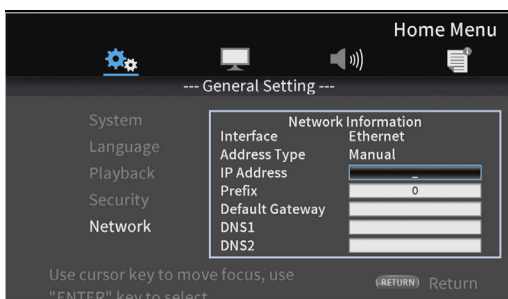 Home Menu
--- General Setting ---
System
Language
Playback
Security
Network
Network Information
Interface Ethernet
Address Type Manual
IP Address _
Prefix 0
Default Gateway
DNS1
DNS2
Use cursor key to move focus, use
"ENTER" key to select
RETURN Return